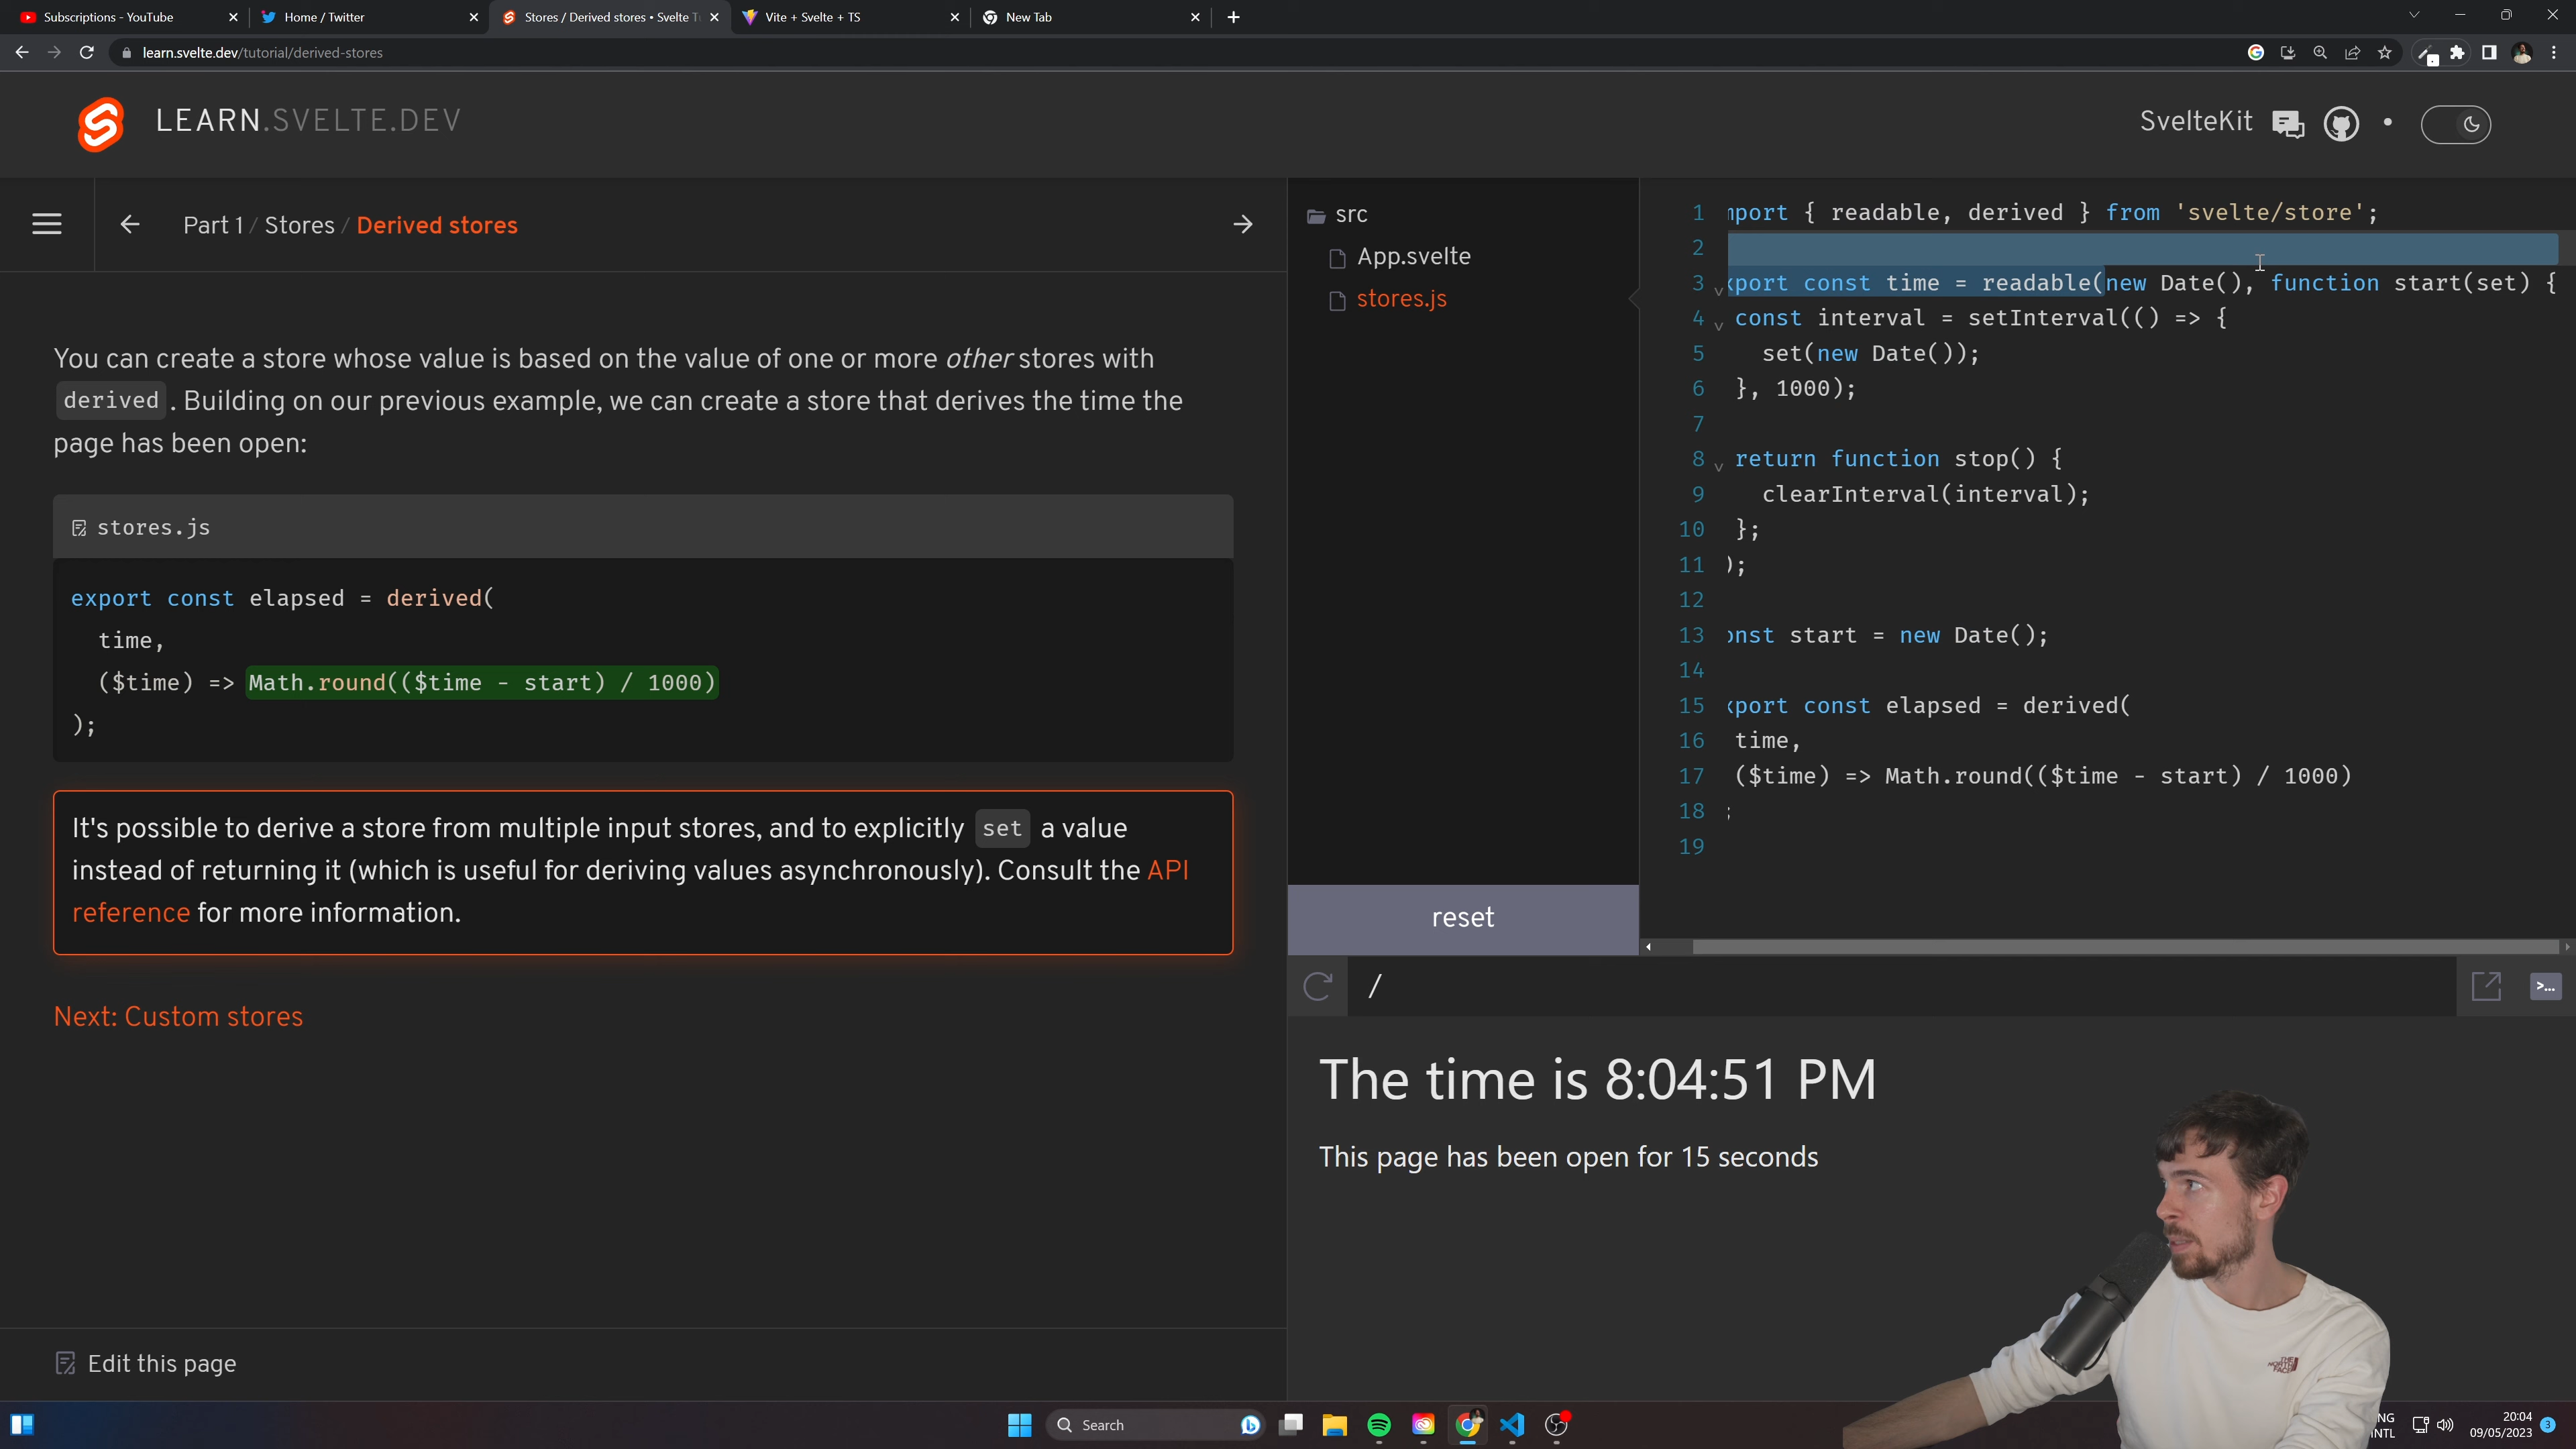 Subscriptions - YouTube
Home / Twitter
Stores / Derived stores • Svelte T
Vite + Svelte + TS
New Tab
learn.svelte.dev/tutorial/derived-stores
LEARN.SVELTE.DEV
SvelteKit
Part 1 / Stores / Derived stores
You can create a store whose value is based on the value of one or more other stores with
derived . Building on our previous example, we can create a store that derives the time the
page has been open:
stores.js
export const elapsed = derived(
time,
($time) => Math.round(($time - start) / 1000)
);
It's possible to derive a store from multiple input stores, and to explicitly set a value
instead of returning it (which is useful for deriving values asynchronously). Consult the API
reference for more information.
Next: Custom stores
Edit this page
src
App.svelte
stores.js
reset
1 mport { readable, derived } from 'svelte/store';
2
3 xport const time = readable(new Date(), function start(set) {
4 const interval = setInterval(() => {
5 set(new Date());
6 }, 1000);
7
8 return function stop() {
9 clearInterval(interval);
10 };
11 );
12
13 onst start = new Date();
14
15 xport const elapsed = derived(
16 time,
17 ($time) => Math.round(($time - start) / 1000)
18 ;
19
/
>...
The time is 8:04:51 PM
This page has been open for 15 seconds
THE NORTH FACE
Search
NG
INTL
20:04
09/05/2023
3